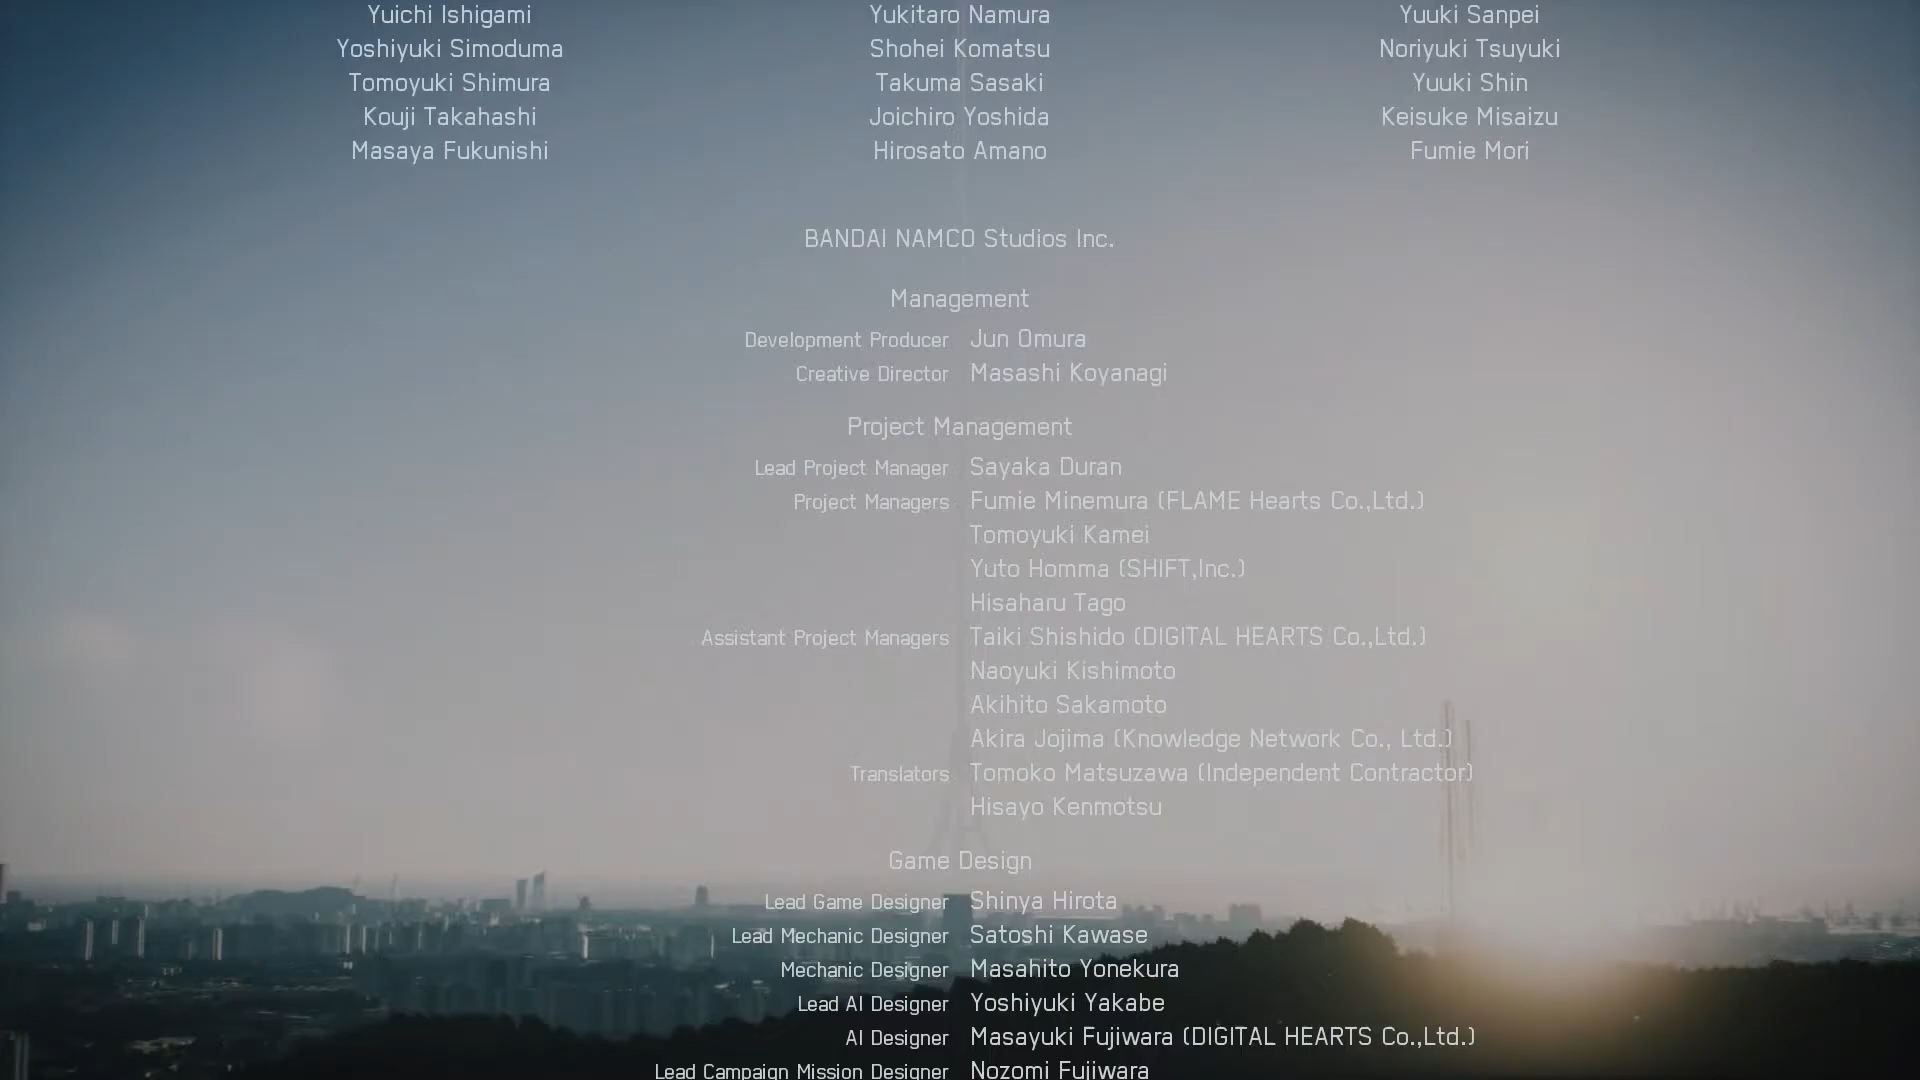 Yuichi Ishigami Yukitaro Namura Yuuki Sanpei
Yoshiyuki Simoduma Shohei Komatsu Noriyuki Tsuyuki
Tomoyuki Shimura Takuma Sasaki Yuuki Shin
Kouji Takahashi Joichiro Yoshida Keisuke Misaizu
Masaya Fukunishi Hirosato Amano Fumie Mori
BANDAI NAMCO Studios Inc.
Management
Development Producer Jun Omura
Creative Director Masashi Koyanagi
Project Management
Lead Project Manager Sayaka Duran
Project Managers Fumie Minemura (FLAME Hearts Co.,Ltd.)
Tomoyuki Kamei
Yuto Homma (SHIFT,Inc.)
Hisaharu Tago
Assistant Project Managers Taiki Shishido (DIGITAL HEARTS Co.,Ltd.)
Naoyuki Kishimoto
Akihito Sakamoto
Akira Jojima (Knowledge Network Co., Ltd.)
Translators Tomoko Matsuzawa (Independent Contractor)
Hisayo Kenmotsu
Game Design
Lead Game Designer Shinya Hirota
Lead Mechanic Designer Satoshi Kawase
Mechanic Designer Masahito Yonekura
Lead AI Designer Yoshiyuki Yakabe
AI Designer Masayuki Fujiwara (DIGITAL HEARTS Co.,Ltd.)
Lead Campaign Mission Designer Nozomi Fujiwara